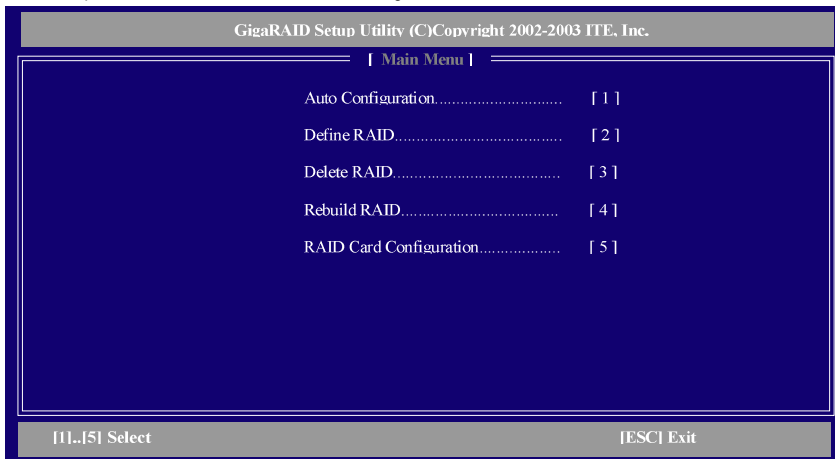 GigaRAID Setup Utility (C)Copyright 2002-2003 ITE, Inc.
[ Main Menu ]
Auto Configuration.............................. [ 1 ]
Define RAID....................................... [ 2 ]
Delete RAID....................................... [ 3 ]
Rebuild RAID..................................... [ 4 ]
RAID Card Configuration................... [ 5 ]
[1]..[5] Select [ESC] Exit